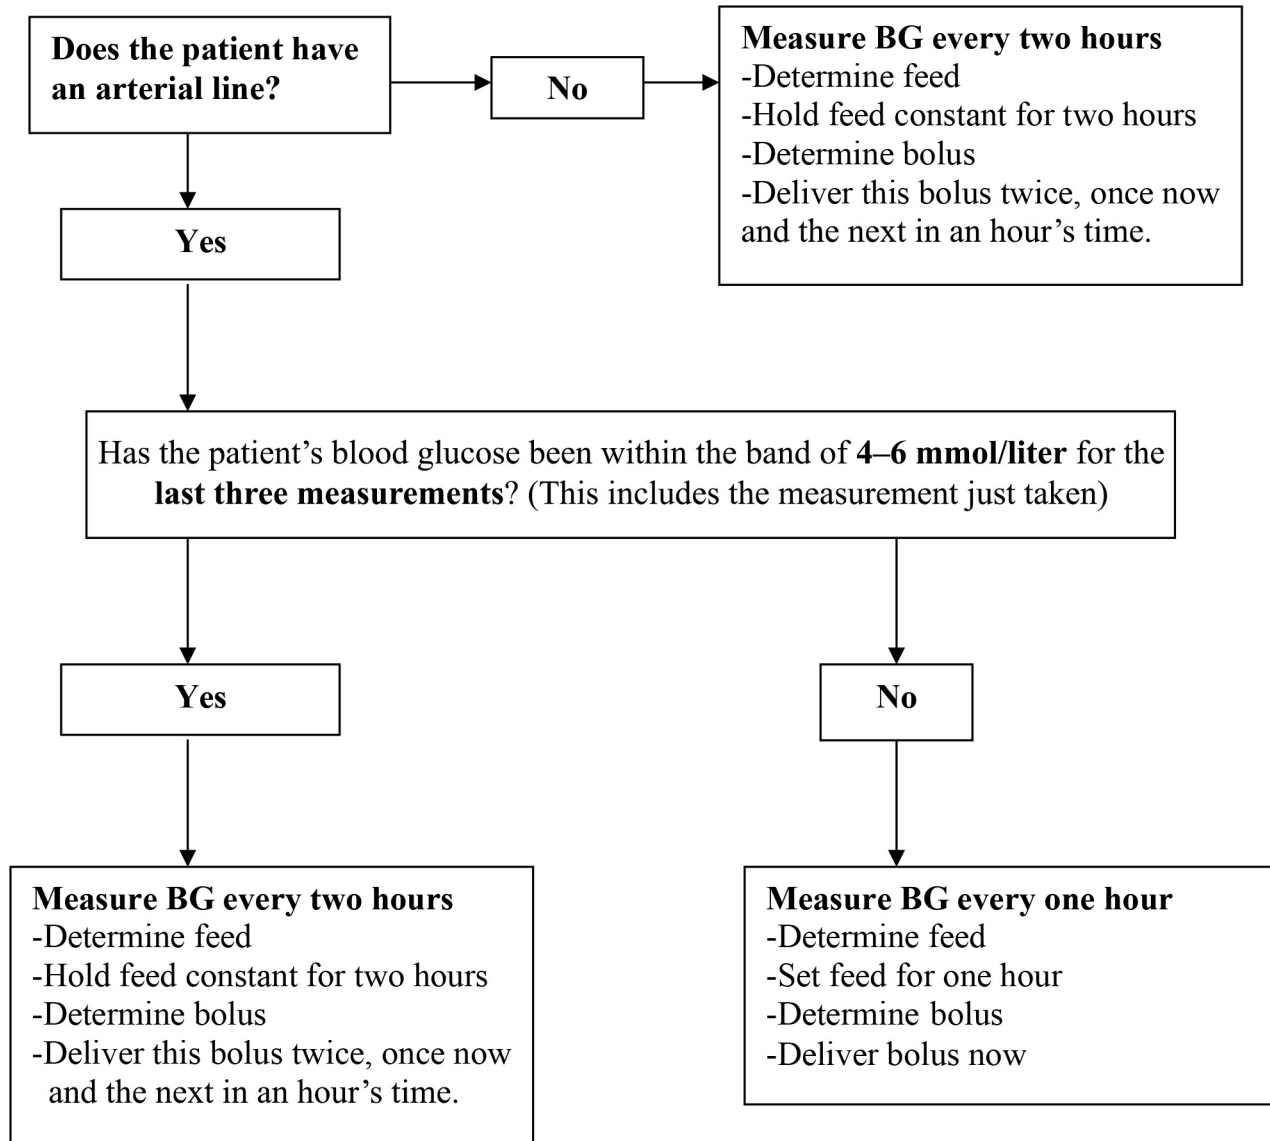 Does the patient have
an arterial line?
No
Measure BG every two hours
-Determine feed
-Hold feed constant for two hours
-Determine bolus
-Deliver this bolus twice, once now
and the next in an hour’s time.
Yes
Has the patient’s blood glucose been within the band of 4–6 mmol/liter for the
last three measurements? (This includes the measurement just taken)
Yes
No
Measure BG every two hours
-Determine feed
-Hold feed constant for two hours
-Determine bolus
-Deliver this bolus twice, once now
and the next in an hour’s time.
Measure BG every one hour
-Determine feed
-Set feed for one hour
-Determine bolus
-Deliver bolus now